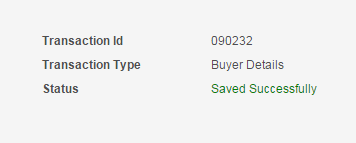 Transaction Id 090232
Transaction Type Buyer Details
Status Saved Successfully